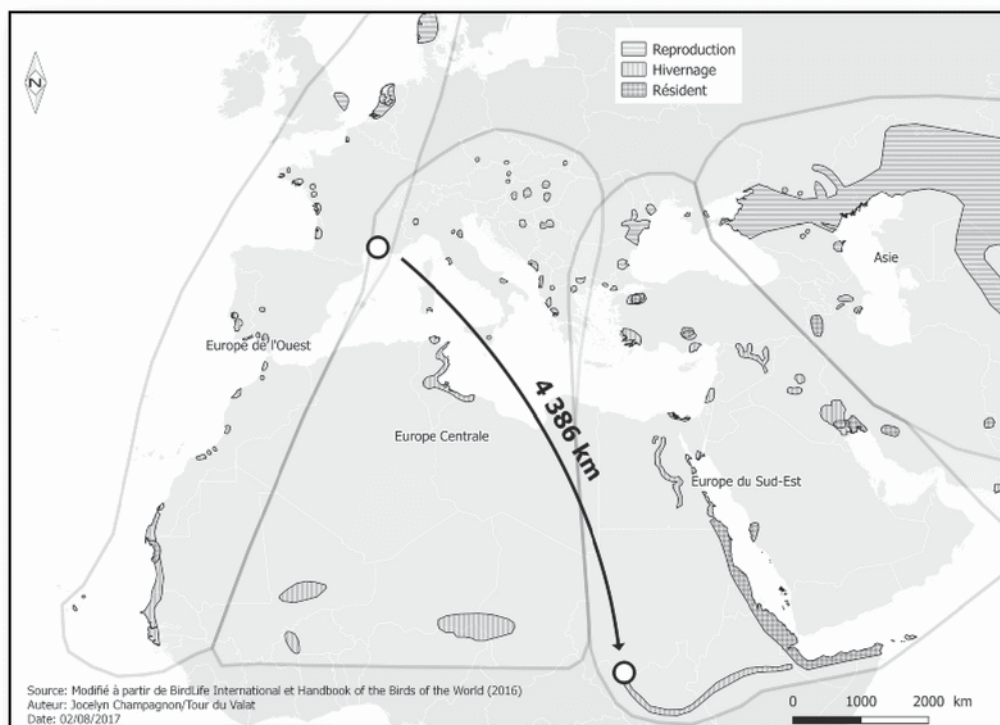 Reproduction
Hivernage
Résident
N
Asie
Europe de l'Ouest
4 386 km
Europe Centrale
Europe du Sud-Est
Source: Modifié à partir de BirdLife International et Handbook of the Birds of the World (2016)
Auteur: Jocelyn Champagnon/Tour du Valat
Date: 02/08/2017
0 1000 2000 km